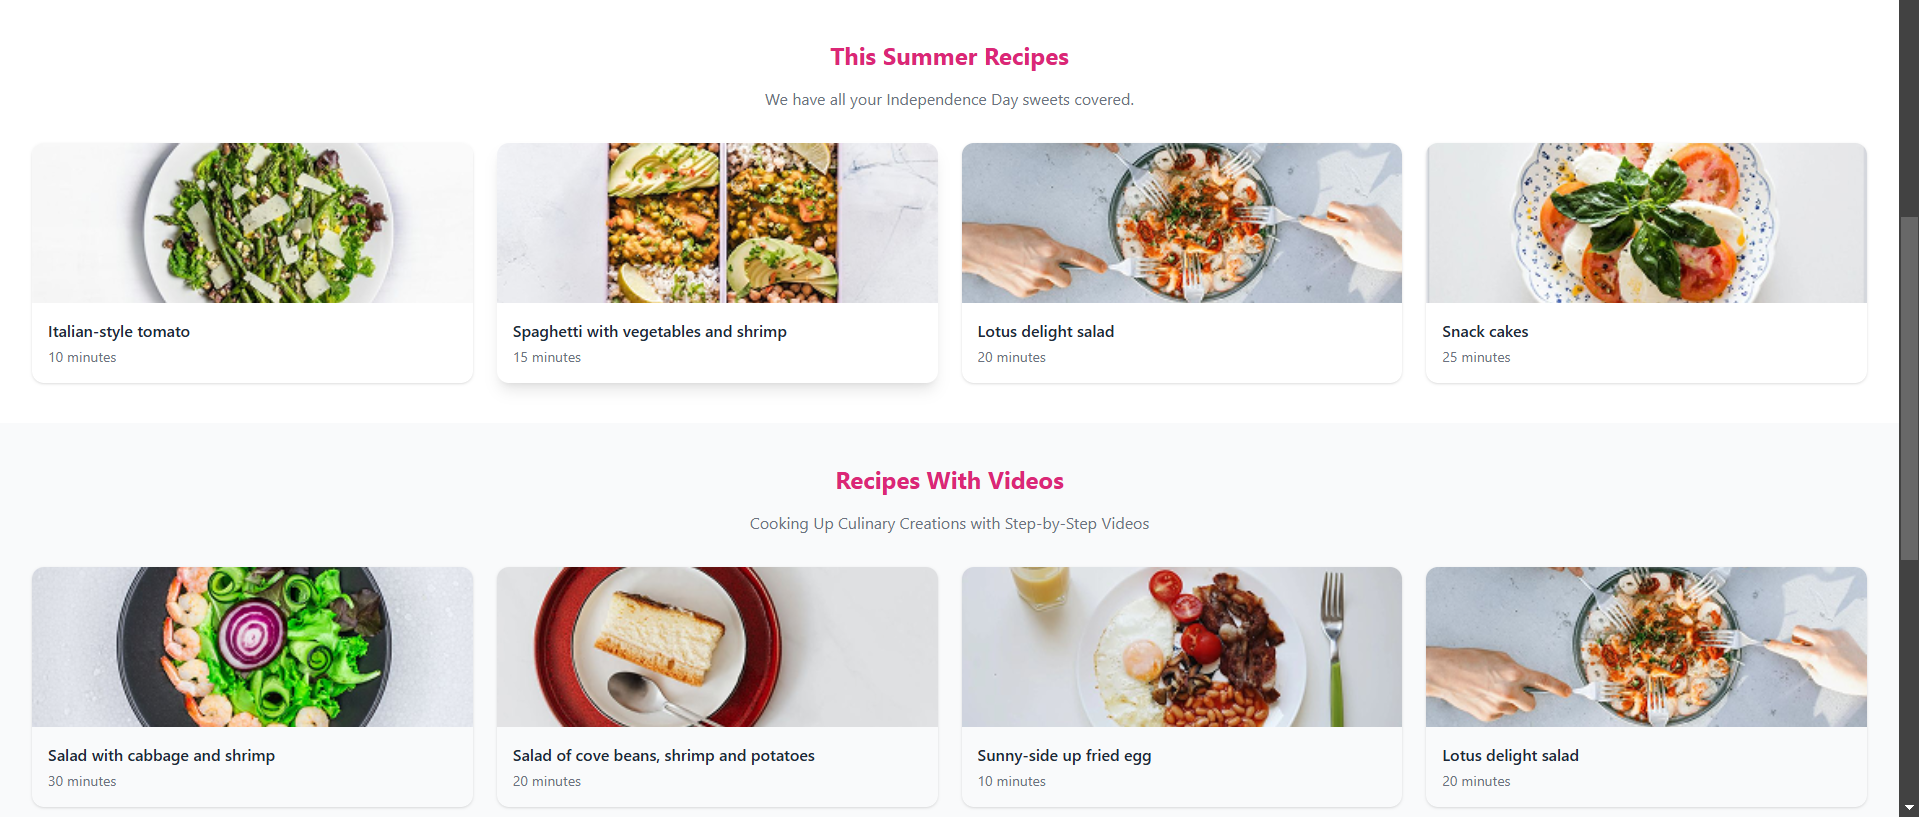 This Summer Recipes
We have all your Independence Day sweets covered.
Italian-style tomato
10 minutes
Spaghetti with vegetables and shrimp
15 minutes
Lotus delight salad
20 minutes
Snack cakes
25 minutes
Recipes With Videos
Cooking Up Culinary Creations with Step-by-Step Videos
Salad with cabbage and shrimp
30 minutes
Salad of cove beans, shrimp and potatoes
20 minutes
Sunny-side up fried egg
10 minutes
Lotus delight salad
20 minutes